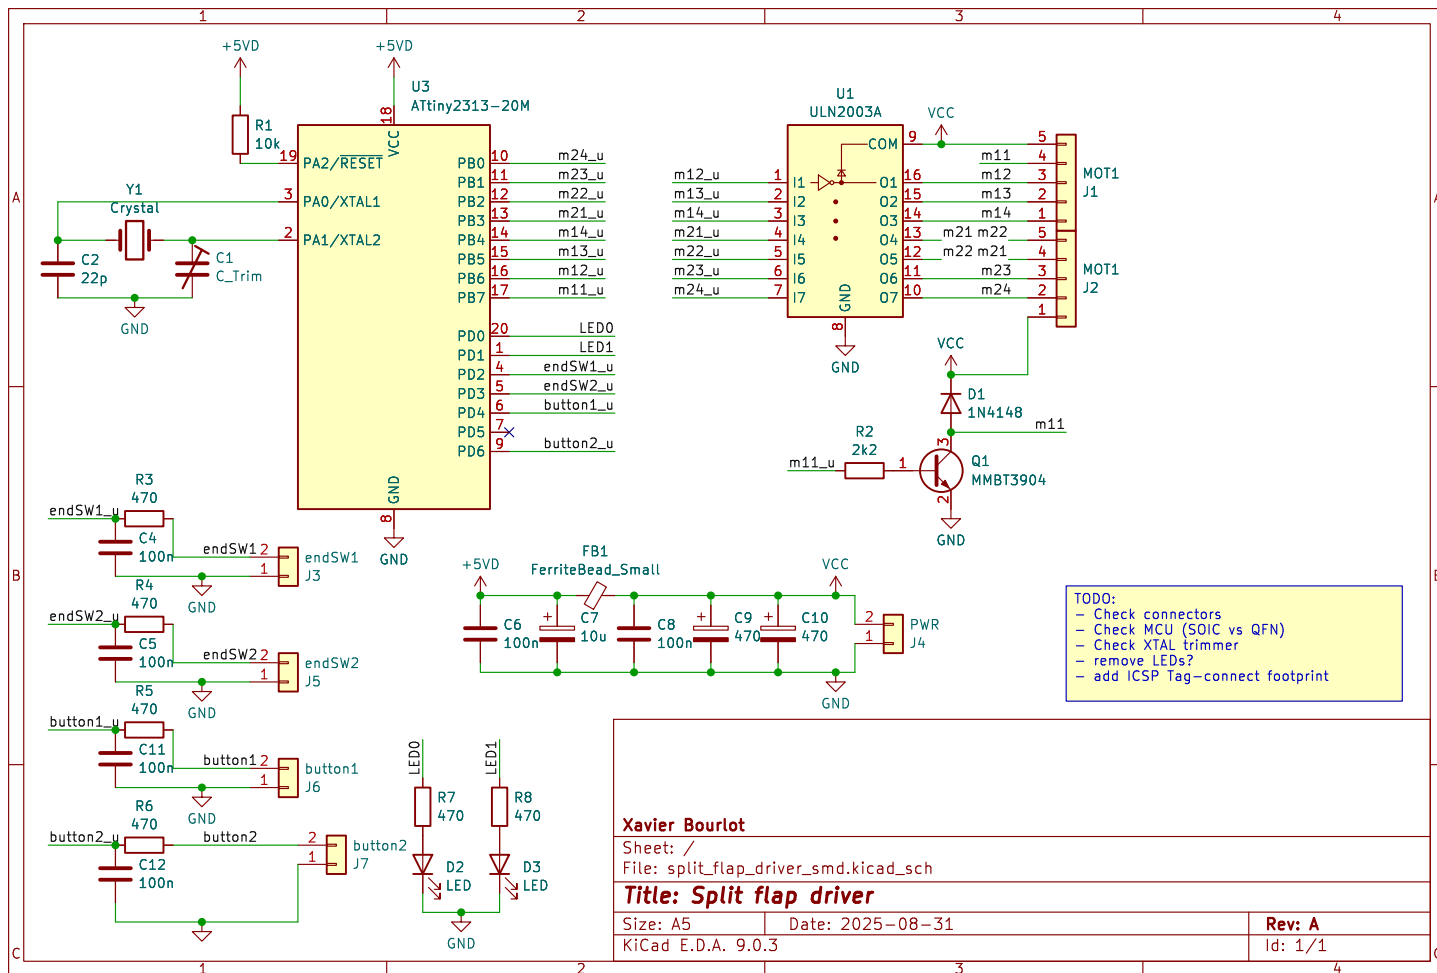 1 2 3 4
+5VD
+5VD
U3
ATtiny2313-20M
R1
10k
18
VCC
19 PA2/RESET
3 PA0/XTAL1
2 PA1/XTAL2
Y1
Crystal
C2
22p
C1
C_Trim
GND
PB0 10 m24_u
PB1 11 m23_u
PB2 12 m22_u
PB3 13 m21_u
PB4 14 m14_u
PB5 15 m13_u
PB6 16 m12_u
PB7 17 m11_u
PD0 20 LED0
PD1 1 LED1
PD2 4 endSW1_u
PD3 5 endSW2_u
PD4 6 button1_u
PD5 7
PD6 9 button2_u
GND
8
GND
U1
ULN2003A
VCC
COM 9
m12_u 1 I1
m13_u 2 I2
m14_u 3 I3
m21_u 4 I4
m22_u 5 I5
m23_u 6 I6
m24_u 7 I7
O1 16 m12
O2 15 m13
O3 14 m14
O4 13 m21
O5 12 m22
O6 11 m23
O7 10 m24
GND
8
GND
5
m11 4
3
2
1
MOT1
J1
m22 5
m21 4
3
2
1
MOT1
J2
VCC
D1
1N4148
m11
R2
2k2
m11_u
1
3
2
Q1
MMBT3904
GND
R3
470
endSW1_u
C4
100n
endSW1 2
1
endSW1
J3
GND
R4
470
endSW2_u
C5
100n
endSW2 2
1
endSW2
J5
GND
R5
470
button1_u
C11
100n
button1 2
1
button1
J6
GND
R6
470
button2_u
C12
100n
button2 2
1
button2
J7
+5VD
FB1
FerriteBead_Small
VCC
C6
100n
C7
10u
C8
100n
C9
470
C10
470
2
1
PWR
J4
GND
LED0
LED1
R7
470
R8
470
D2
LED
D3
LED
GND
TODO:
- Check connectors
- Check MCU (SOIC vs QFN)
- Check XTAL trimmer
- remove LEDs?
- add ICSP Tag-connect footprint
Xavier Bourlot
Sheet: /
File: split_flap_driver_smd.kicad_sch
Title: Split flap driver
Size: A5 Date: 2025-08-31 Rev: A
KiCad E.D.A. 9.0.3 Id: 1/1
A
B
C
1 2 3 4